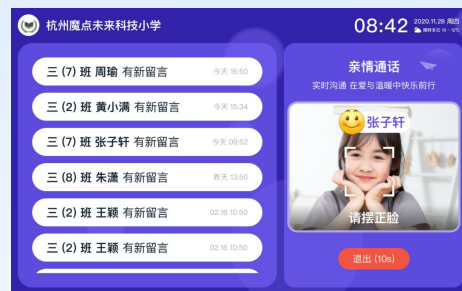 杭州魔点未来科技小学
08:42
2020.11.28 周四
三 (7) 班 周瑜 有新留言
今天 16:50
三 (2) 班 黄小满 有新留言
今天 15:34
三 (7) 班 张子轩 有新留言
今天 09:52
三 (8) 班 朱潇 有新留言
昨天 13:50
三 (2) 班 王颖 有新留言
02.16 10:50
三 (2) 班 王颖 有新留言
02.16 10:50
亲情通话
实时沟通 在爱与温暖中快乐前行
张子轩
请摆正脸
退出 (10s)